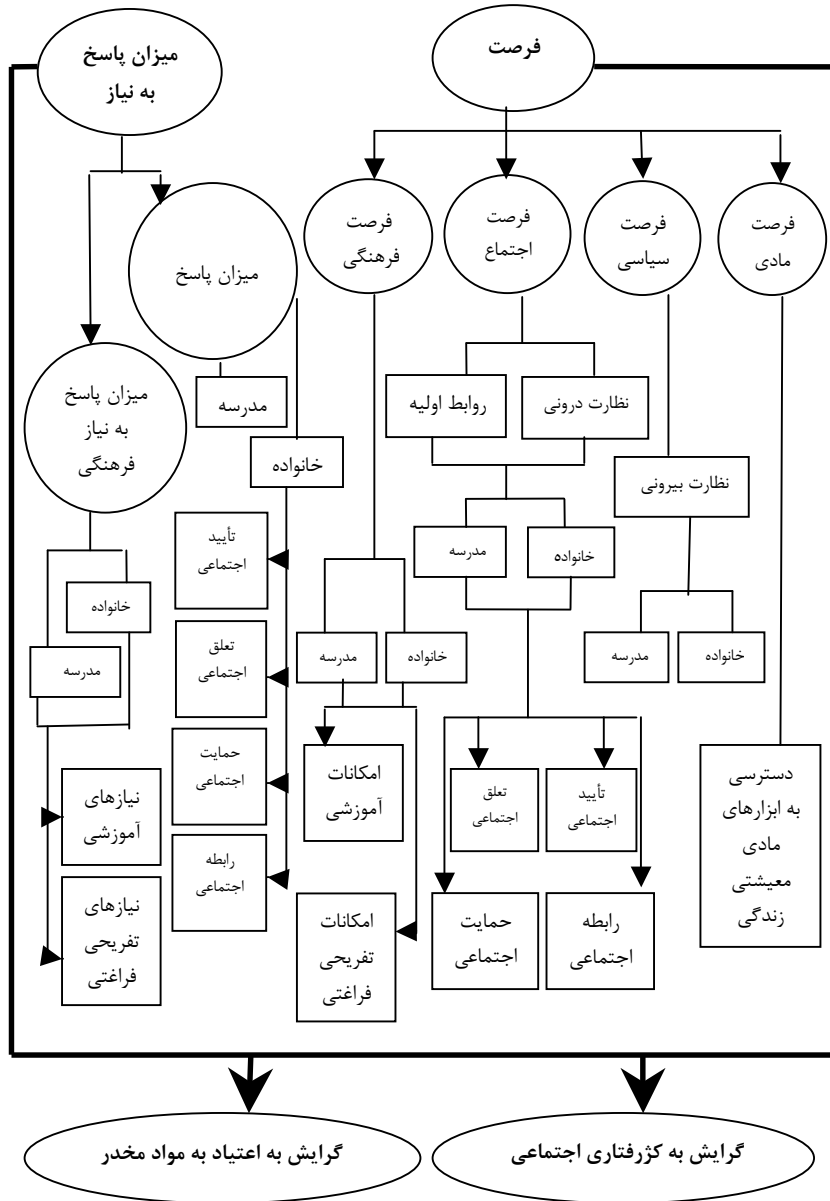 فرصت
میزان پاسخ
به نیاز
فرصت
مادی
فرصت
سیاسی
فرصت
اجتماع
فرصت
فرهنگی
میزان پاسخ
میزان پاسخ
به نیاز
فرهنگی
نظارت درونی
روابط اولیه
مدرسه
خانواده
نظارت بیرونی
خانواده
مدرسه
خانواده
مدرسه
خانواده
مدرسه
خانواده
مدرسه
تأیید
اجتماعی
تعلق
اجتماعی
حمایت
اجتماعی
رابطه
اجتماعی
دسترسی
به ابزارهای
مادی
معیشتی
زندگی
تأیید
اجتماعی
تعلق
اجتماعی
رابطه
اجتماعی
حمایت
اجتماعی
امکانات
آموزشی
امکانات
تفریحی
فراغتی
نیازهای
آموزشی
نیازهای
تفریحی
فراغتی
گرایش به کژرفتاری اجتماعی
گرایش به اعتیاد به مواد مخدر